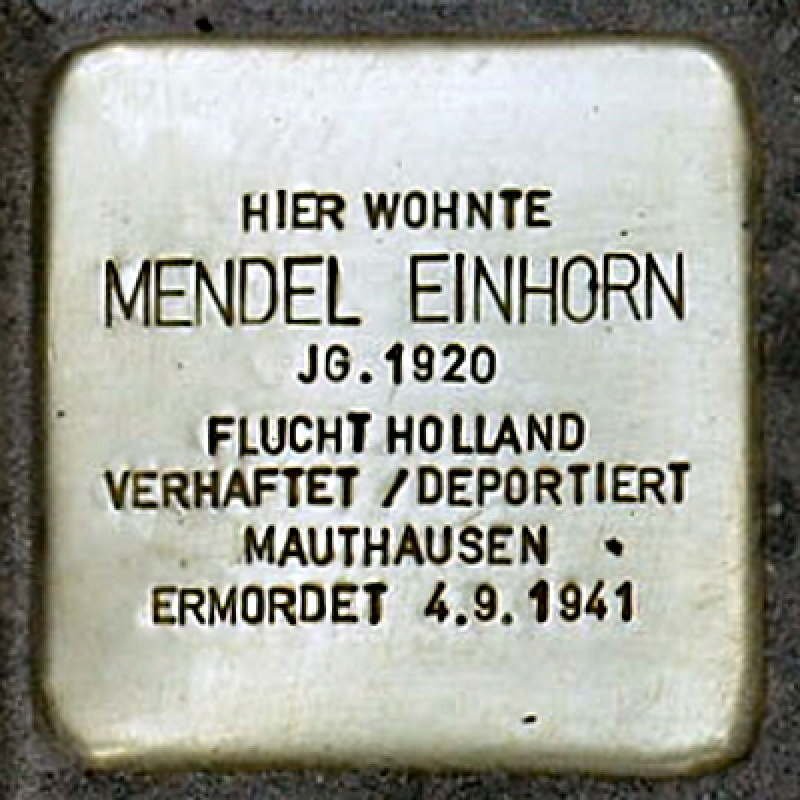 HIER WOHNTE
MENDEL EINHORN
JG. 1920
FLUCHT HOLLAND
VERHAFTET / DEPORTIERT
MAUTHAUSEN
ERMORDET 4.9.1941